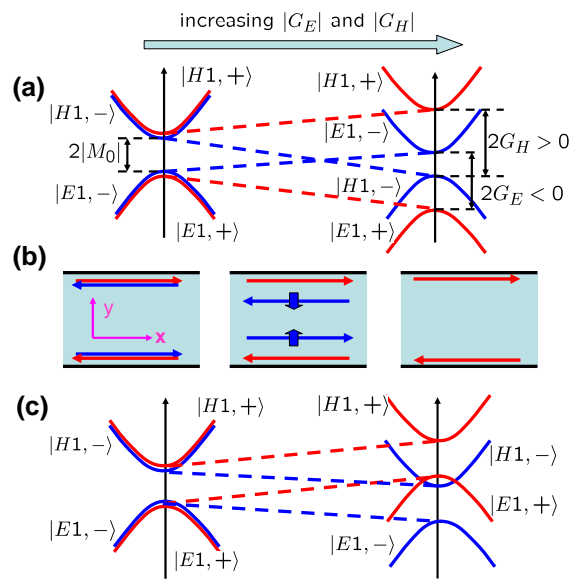 increasing |G_E| and |G_H|
(a)
|H1,+⟩
|H1,+⟩
|H1,−⟩
|E1,−⟩
2G_H > 0
2|M_0|
|E1,−⟩
|H1,−⟩
2G_E < 0
|E1,+⟩
|E1,+⟩
(b)
y
x
(c)
|H1,+⟩
|H1,+⟩
|H1,−⟩
|H1,−⟩
|E1,+⟩
|E1,−⟩
|E1,+⟩
|E1,−⟩